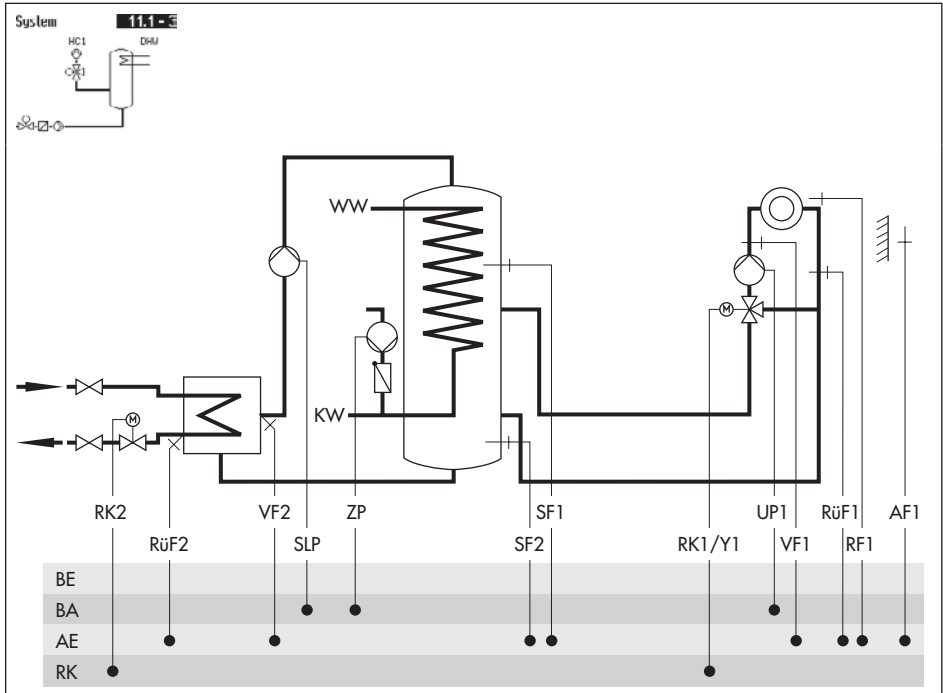 System 11.1 - 3
HC1 DHW
WW
M
KW
M
RK2 VF2 ZP SF1 UP1 RüF1 AF1
RüF2 SLP SF2 RK1/Y1 VF1 RF1
BE
BA
AE
RK